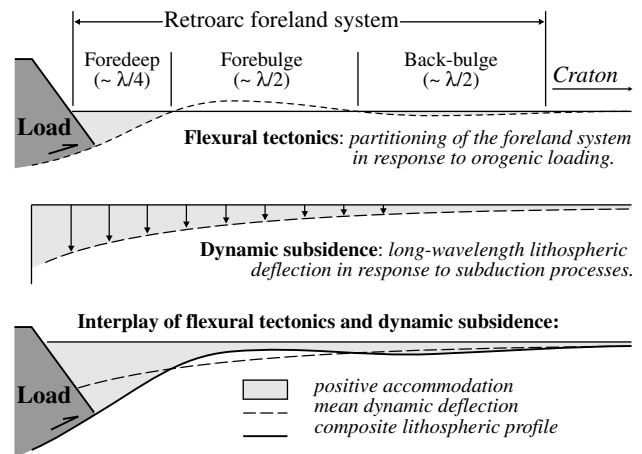 Retroarc foreland system
Foredeep Forebulge Back-bulge
(~ λ/4) (~ λ/2) (~ λ/2)
Craton
Load
Flexural tectonics: partitioning of the foreland system
in response to orogenic loading.
Dynamic subsidence: long-wavelength lithospheric
deflection in response to subduction processes.
Interplay of flexural tectonics and dynamic subsidence:
Load
positive accommodation
mean dynamic deflection
composite lithospheric profile